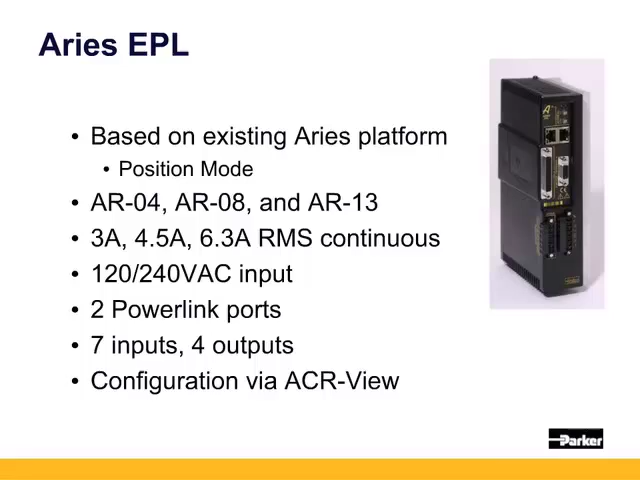 Aries EPL
• Based on existing Aries platform
• Position Mode
• AR-04, AR-08, and AR-13
• 3A, 4.5A, 6.3A RMS continuous
• 120/240VAC input
• 2 Powerlink ports
• 7 inputs, 4 outputs
• Configuration via ACR-View
Parker